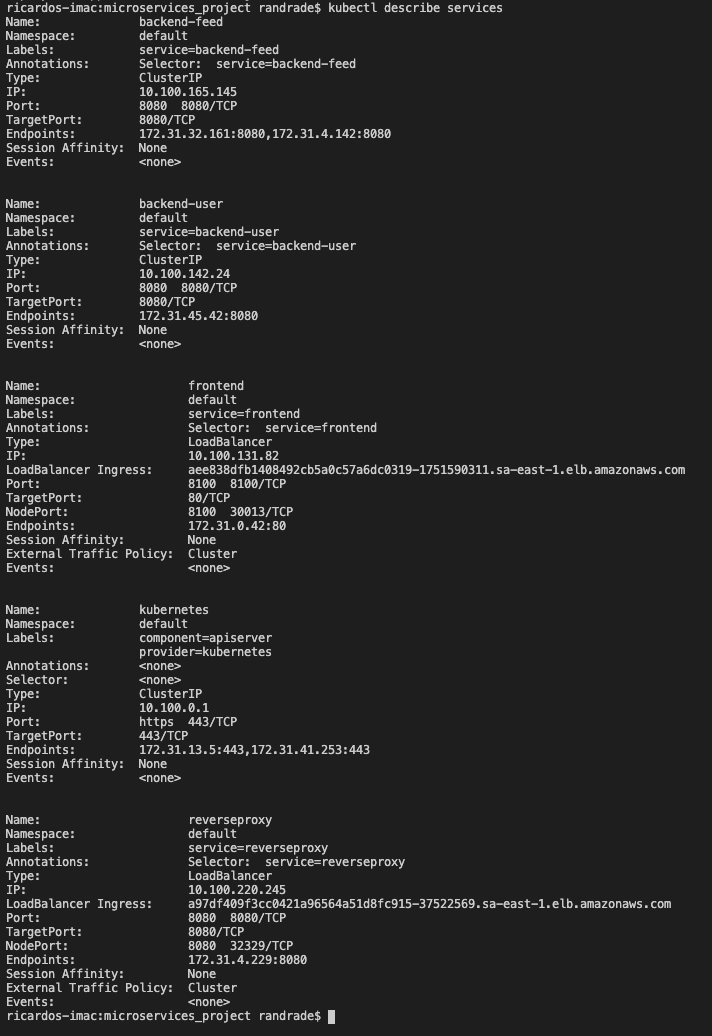 ricardos-imac:microservices_project randrade$ kubectl describe services
Name:              backend-feed
Namespace:         default
Labels:            service=backend-feed
Annotations:       Selector:  service=backend-feed
Type:              ClusterIP
IP:                10.100.165.145
Port:              8080  8080/TCP
TargetPort:        8080/TCP
Endpoints:         172.31.32.161:8080,172.31.4.142:8080
Session Affinity:  None
Events:            <none>
Name:              backend-user
Namespace:         default
Labels:            service=backend-user
Annotations:       Selector:  service=backend-user
Type:              ClusterIP
IP:                10.100.142.24
Port:              8080  8080/TCP
TargetPort:        8080/TCP
Endpoints:         172.31.45.42:8080
Session Affinity:  None
Events:            <none>
Name:                     frontend
Namespace:                default
Labels:                   service=frontend
Annotations:              Selector:  service=frontend
Type:                     LoadBalancer
IP:                       10.100.131.82
LoadBalancer Ingress:     aee838dfb1408492cb5a0c57a6dc0319-1751590311.sa-east-1.elb.amazonaws.com
Port:                     8100  8100/TCP
TargetPort:               80/TCP
NodePort:                 8100  30013/TCP
Endpoints:                172.31.0.42:80
Session Affinity:         None
External Traffic Policy:  Cluster
Events:                   <none>
Name:              kubernetes
Namespace:         default
Labels:            component=apiserver
                   provider=kubernetes
Annotations:       <none>
Selector:          <none>
Type:              ClusterIP
IP:                10.100.0.1
Port:              https  443/TCP
TargetPort:        443/TCP
Endpoints:         172.31.13.5:443,172.31.41.253:443
Session Affinity:  None
Events:            <none>
Name:                     reverseproxy
Namespace:                default
Labels:                   service=reverseproxy
Annotations:              Selector:  service=reverseproxy
Type:                     LoadBalancer
IP:                       10.100.220.245
LoadBalancer Ingress:     a97df409f3cc0421a96564a51d8fc915-37522569.sa-east-1.elb.amazonaws.com
Port:                     8080  8080/TCP
TargetPort:               8080/TCP
NodePort:                 8080  32329/TCP
Endpoints:                172.31.4.229:8080
Session Affinity:         None
External Traffic Policy:  Cluster
Events:                   <none>
ricardos-imac:microservices_project randrade$